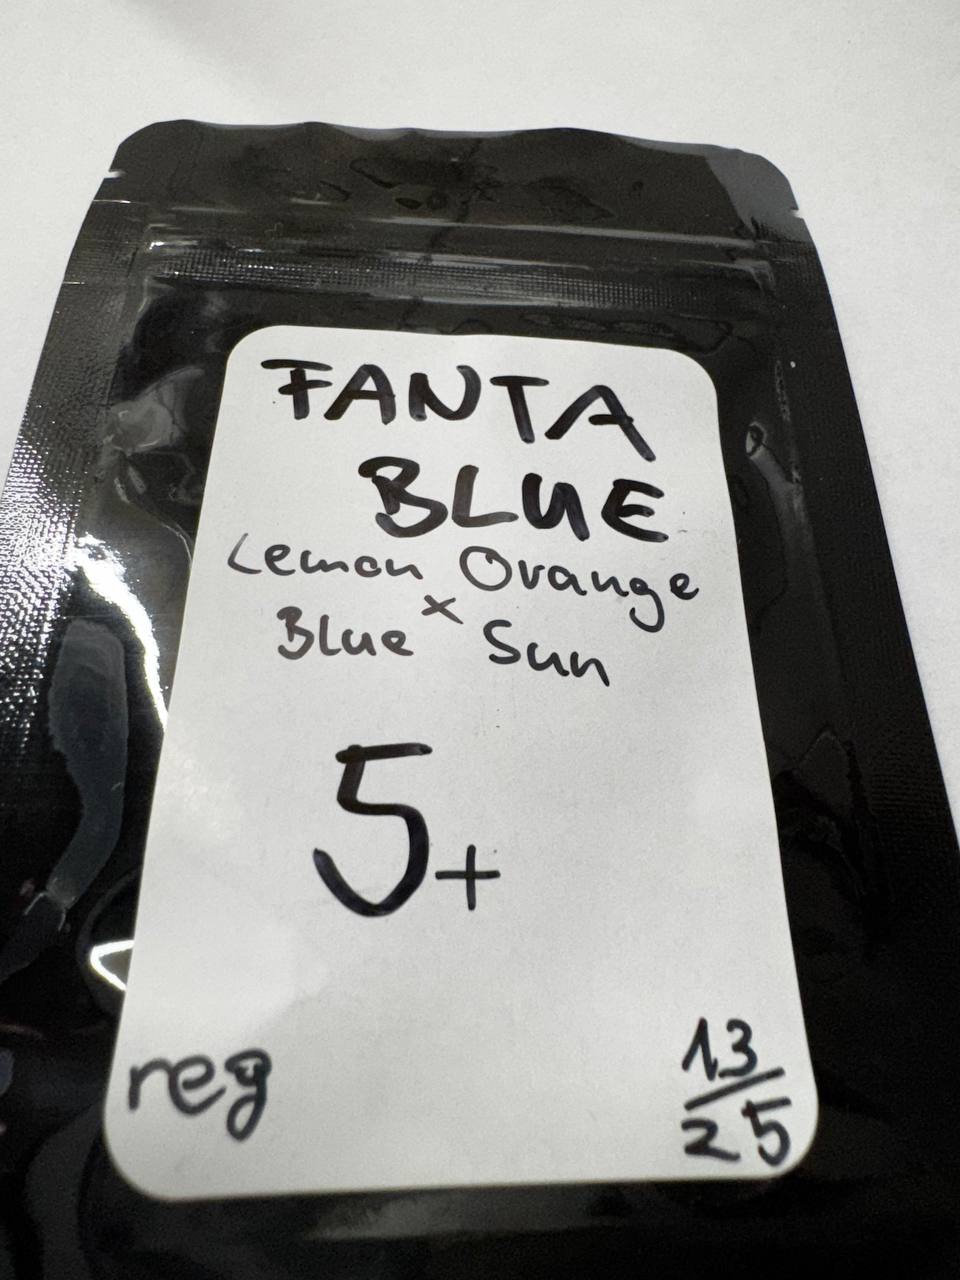 FANTA
BLUE
Lemon Orange
x
Blue Sun
5+
reg
13/25